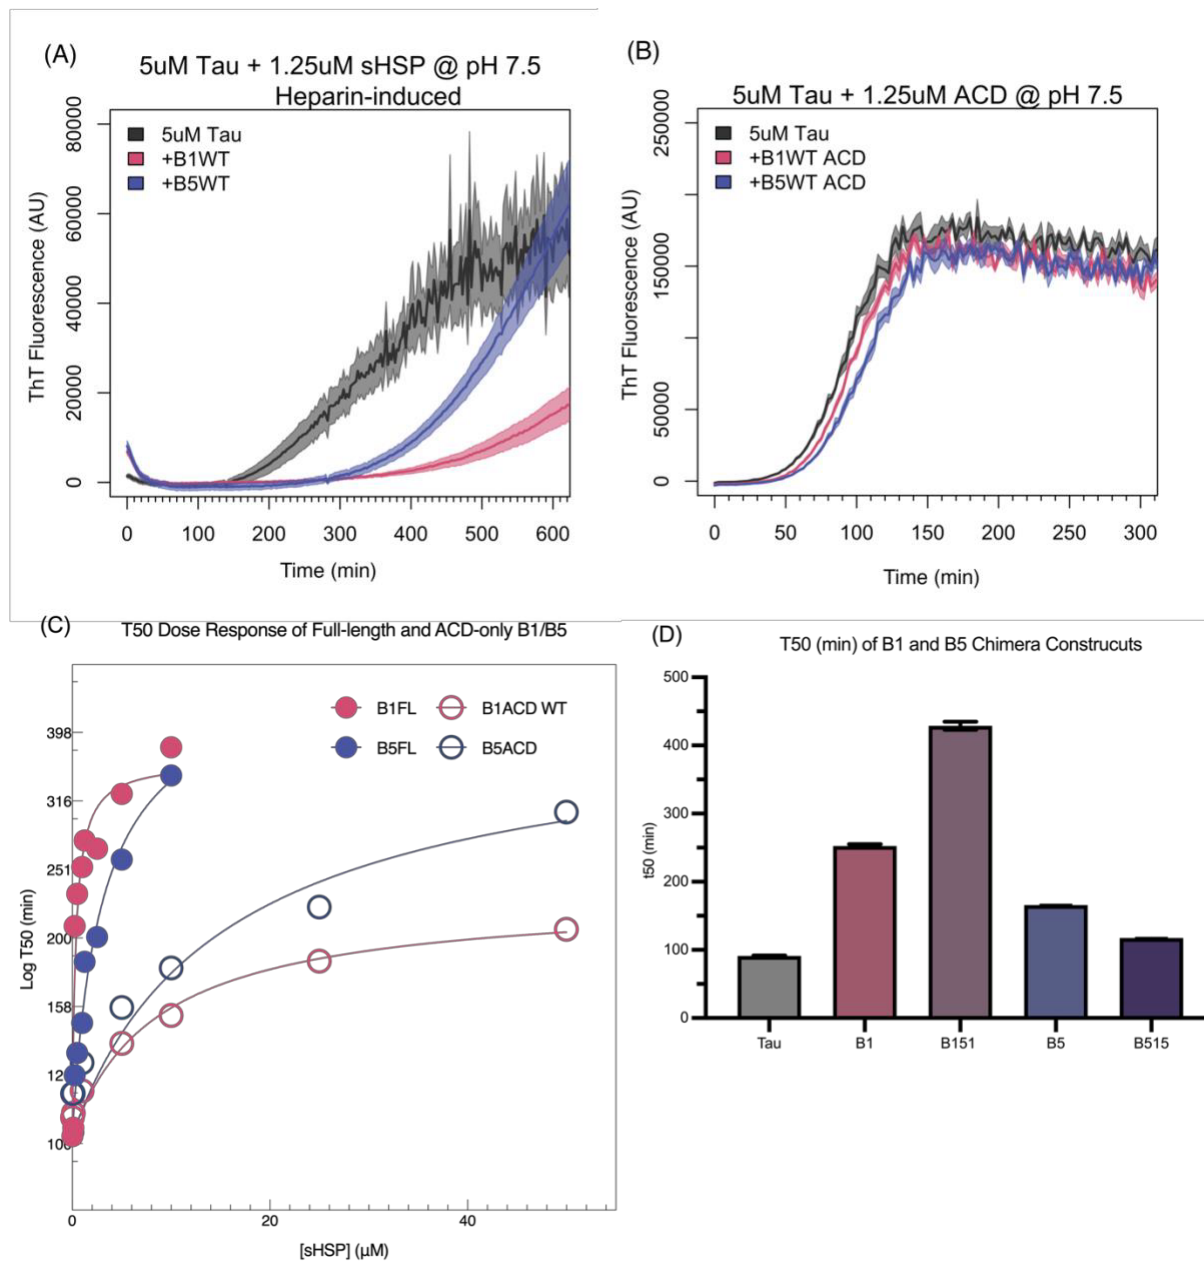 (A)
5uM Tau + 1.25uM sHSP @ pH 7.5
Heparin-induced
5uM Tau
+B1WT
+B5WT
ThT Fluorescence (AU)
80000
60000
40000
20000
0
0 100 200 300 400 500 600
Time (min)
(B)
5uM Tau + 1.25uM ACD @ pH 7.5
5uM Tau
+B1WT ACD
+B5WT ACD
ThT Fluorescence (AU)
250000
150000
50000
0
0 50 100 150 200 250 300
Time (min)
(C)
T50 Dose Response of Full-length and ACD-only B1/B5
B1FL B1ACD WT
B5FL B5ACD
Log T50 (min)
398
316
251
200
158
12
100
0 20 40
[sHSP] (µM)
(D)
T50 (min) of B1 and B5 Chimera Construcuts
t50 (min)
500
400
300
200
100
0
Tau B1 B151 B5 B515